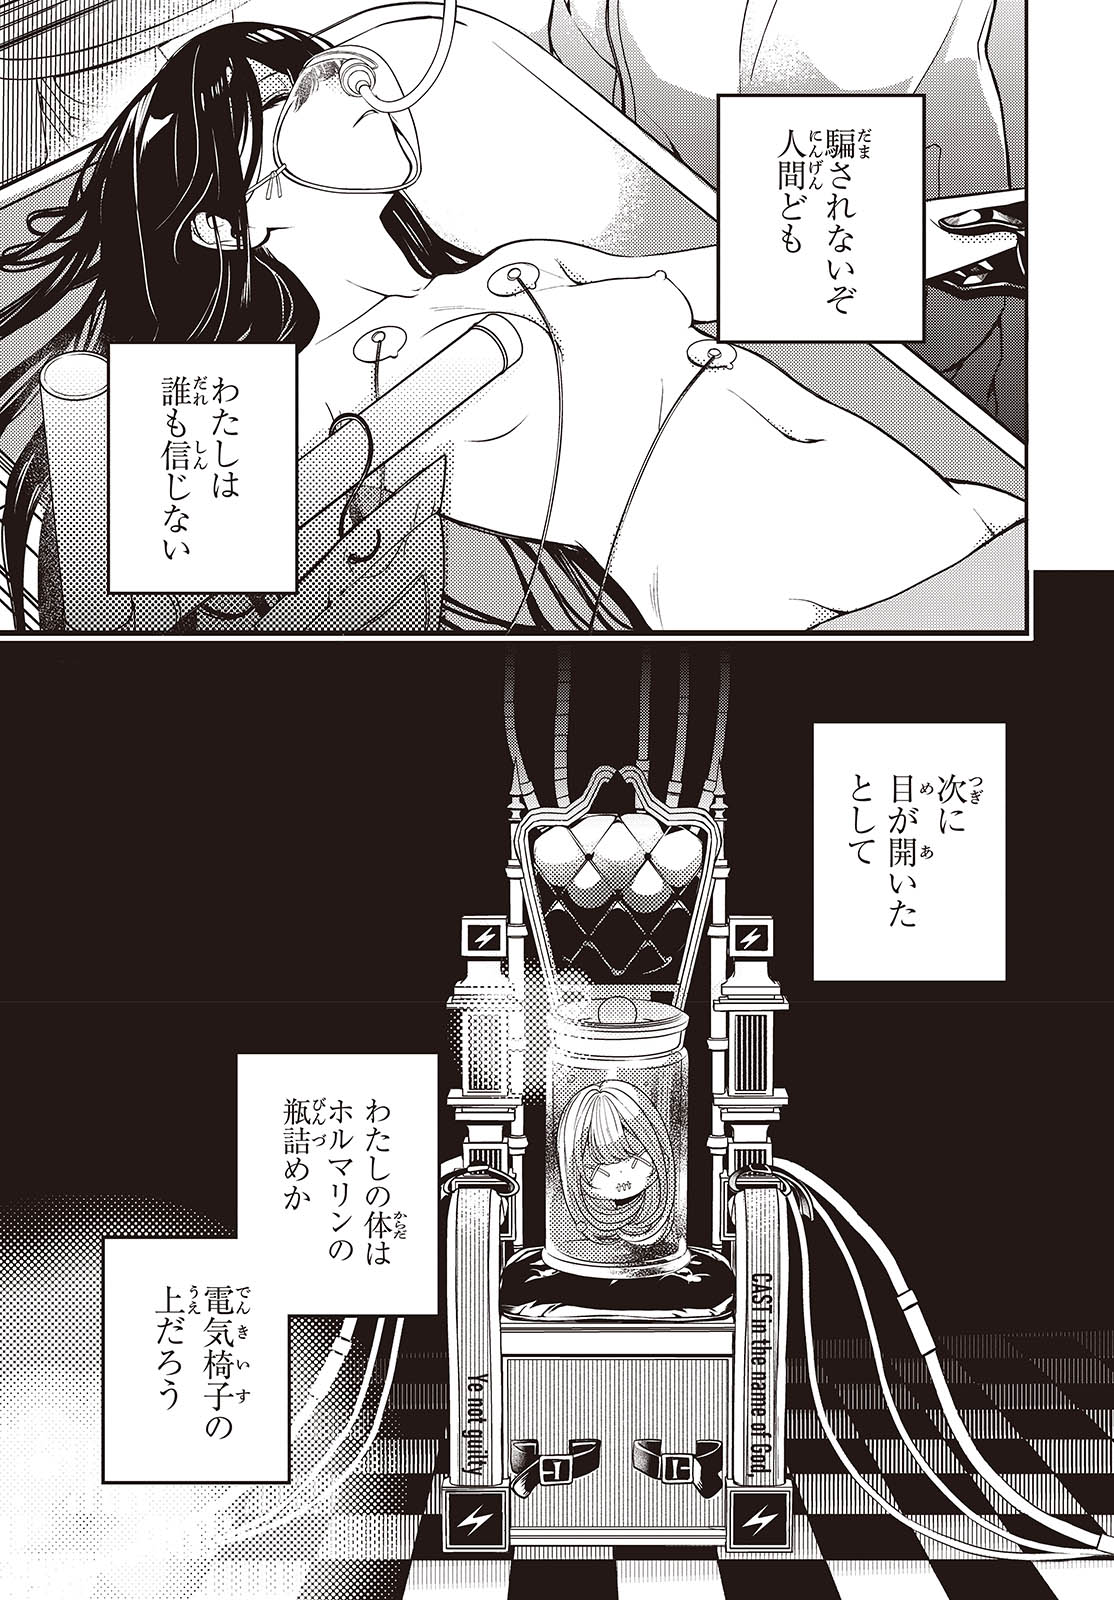 騙されないぞ
人間ども
わたしは
誰も信じない
次に
目が開いた
として
わたしの体は
ホルマリンの
瓶詰めか
電気椅子の
上だろう
CAST in the name of God,
Ye not guilty